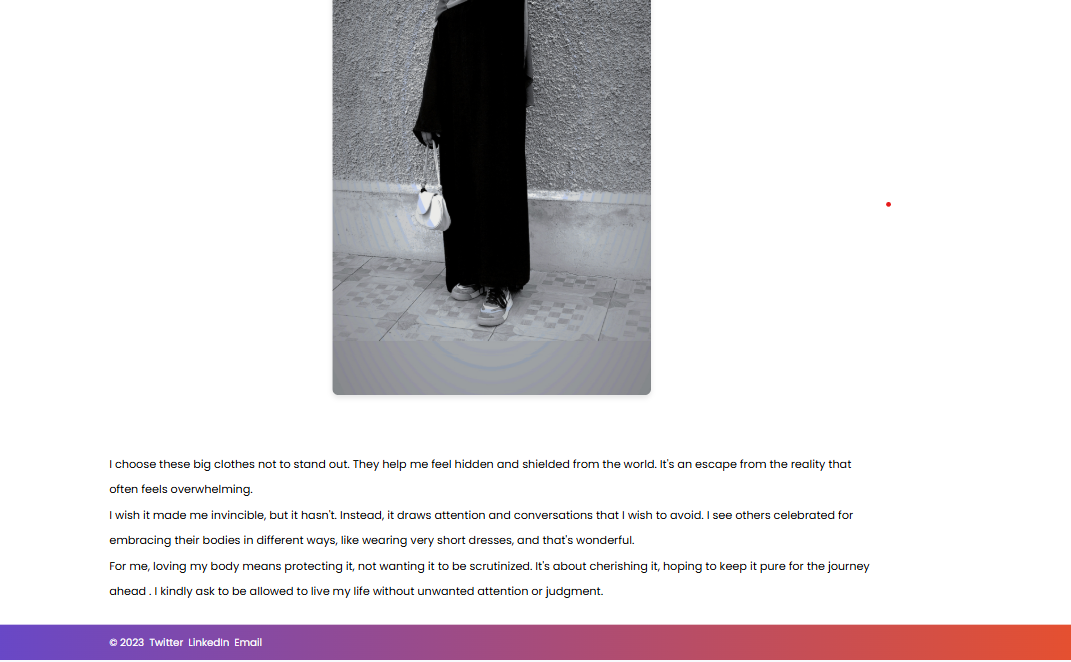 I choose these big clothes not to stand out. They help me feel hidden and shielded from the world. It's an escape from the reality that
often feels overwhelming.
I wish it made me invincible, but it hasn't. Instead, it draws attention and conversations that I wish to avoid. I see others celebrated for
embracing their bodies in different ways, like wearing very short dresses, and that's wonderful.
For me, loving my body means protecting it, not wanting it to be scrutinized. It's about cherishing it, hoping to keep it pure for the journey
ahead . I kindly ask to be allowed to live my life without unwanted attention or judgment.
© 2023 Twitter LinkedIn Email